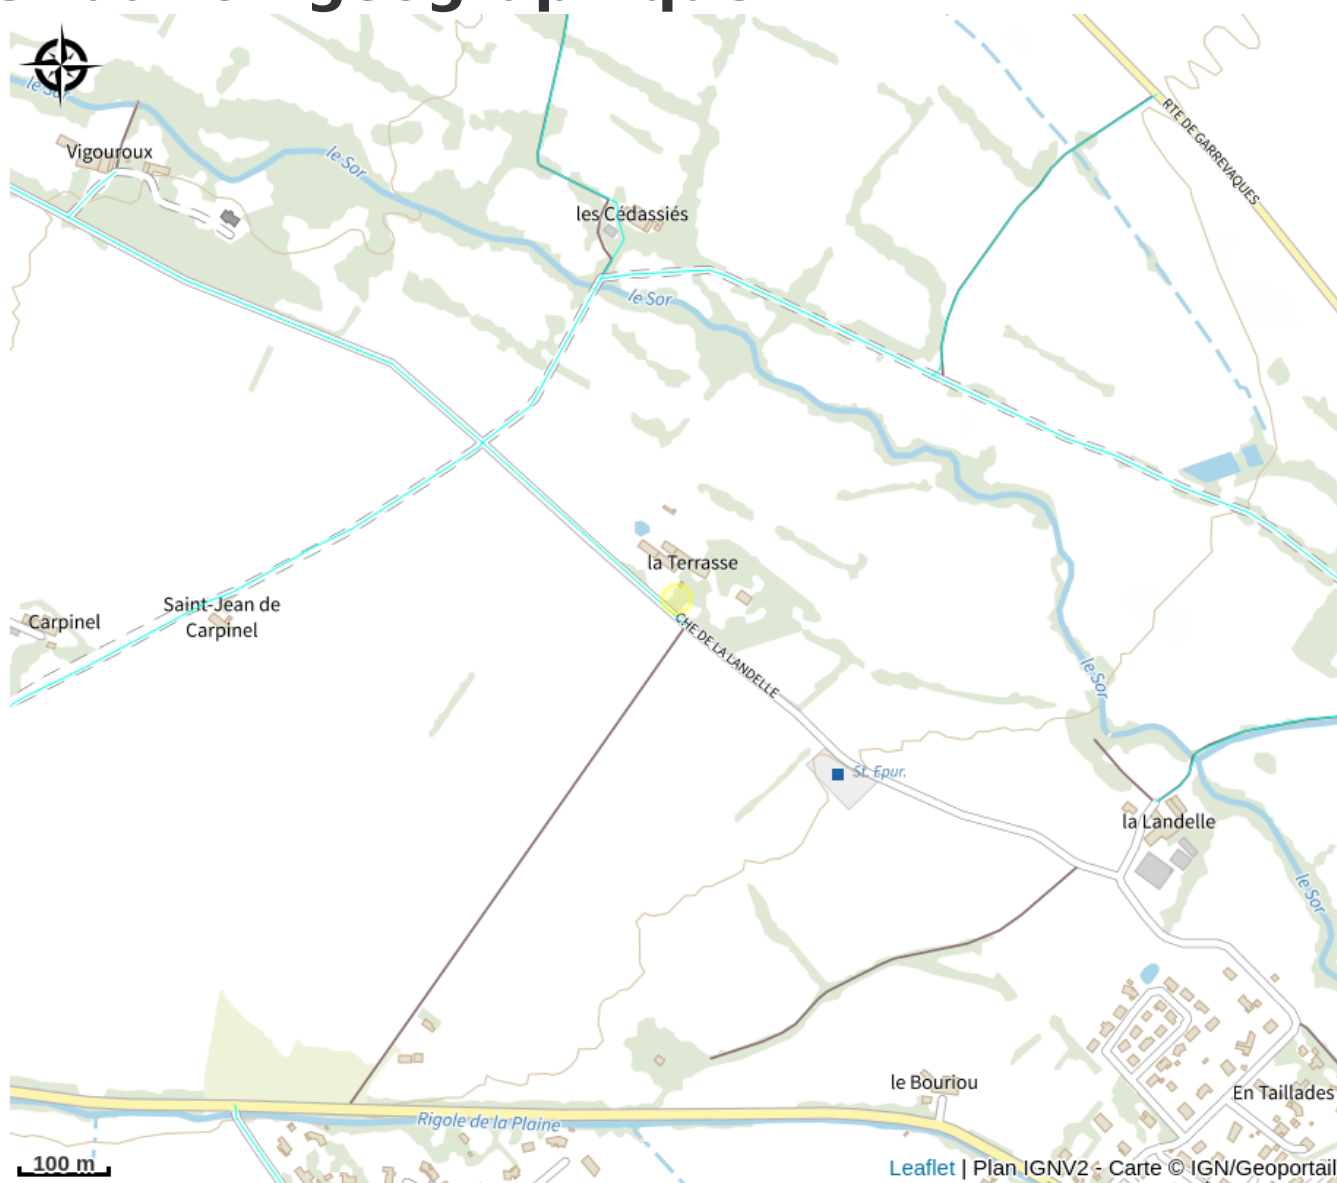 le Sor
Vigouroux
le Sor
les Cédassiés
RTE DE GARREVAQUES
le Sor
la Terrasse
Saint-Jean de
Carpinel
Carpinel
CHE DE LA LANDELLE
le Sor
St. Epur.
la Landelle
le Sor
le Bouriou
En Taillades
Rigole de la Plaine
100 m
Leaflet | Plan IGNV2 - Carte © IGN/Geoportail